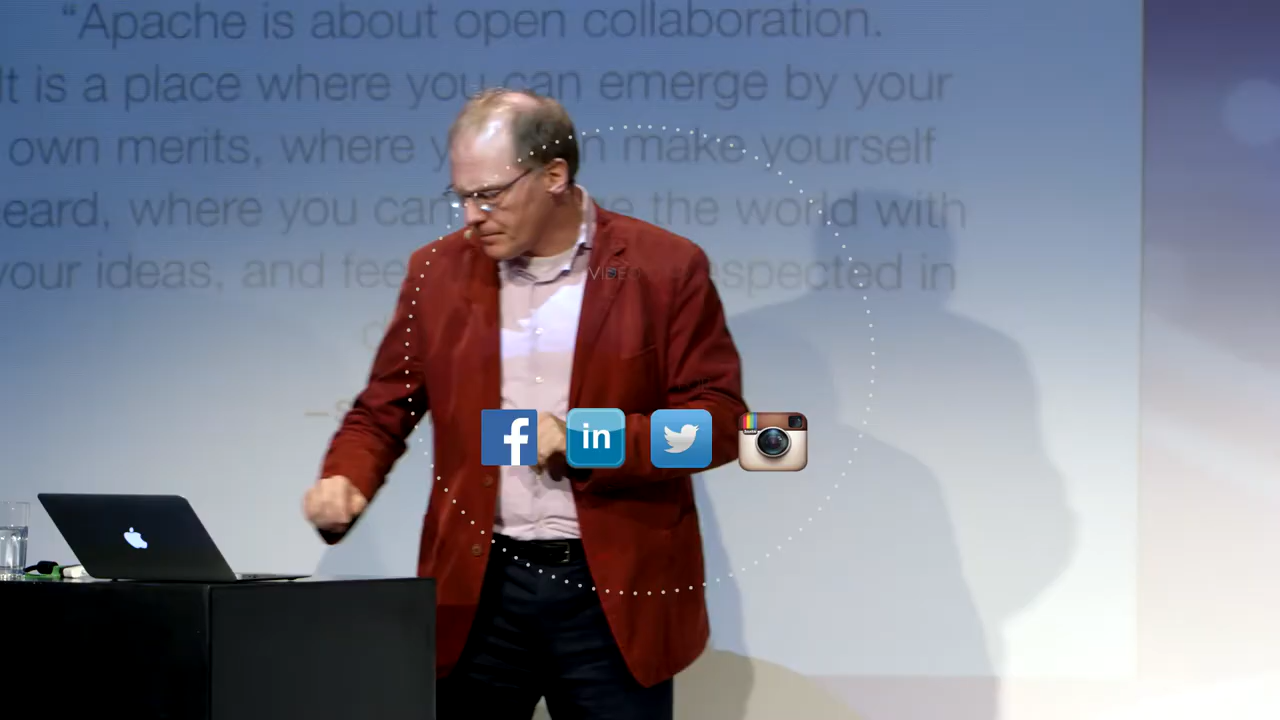 “Apache is about open collaboration.
It is a place where you can emerge by your
own merits, where y n make yourself
eard, where you can e the world with
your ideas, and fee espected in
VIDEO
f
in